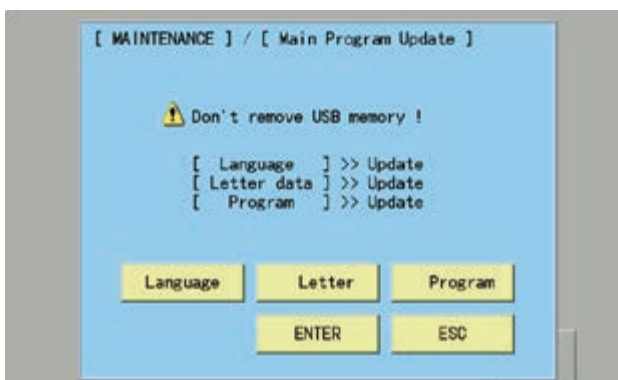 [ MAINTENANCE ] / [ Main Program Update ]
Don't remove USB memory !
[ Language ] >> Update
[ Letter data ] >> Update
[ Program ] >> Update
Language Letter Program
ENTER ESC